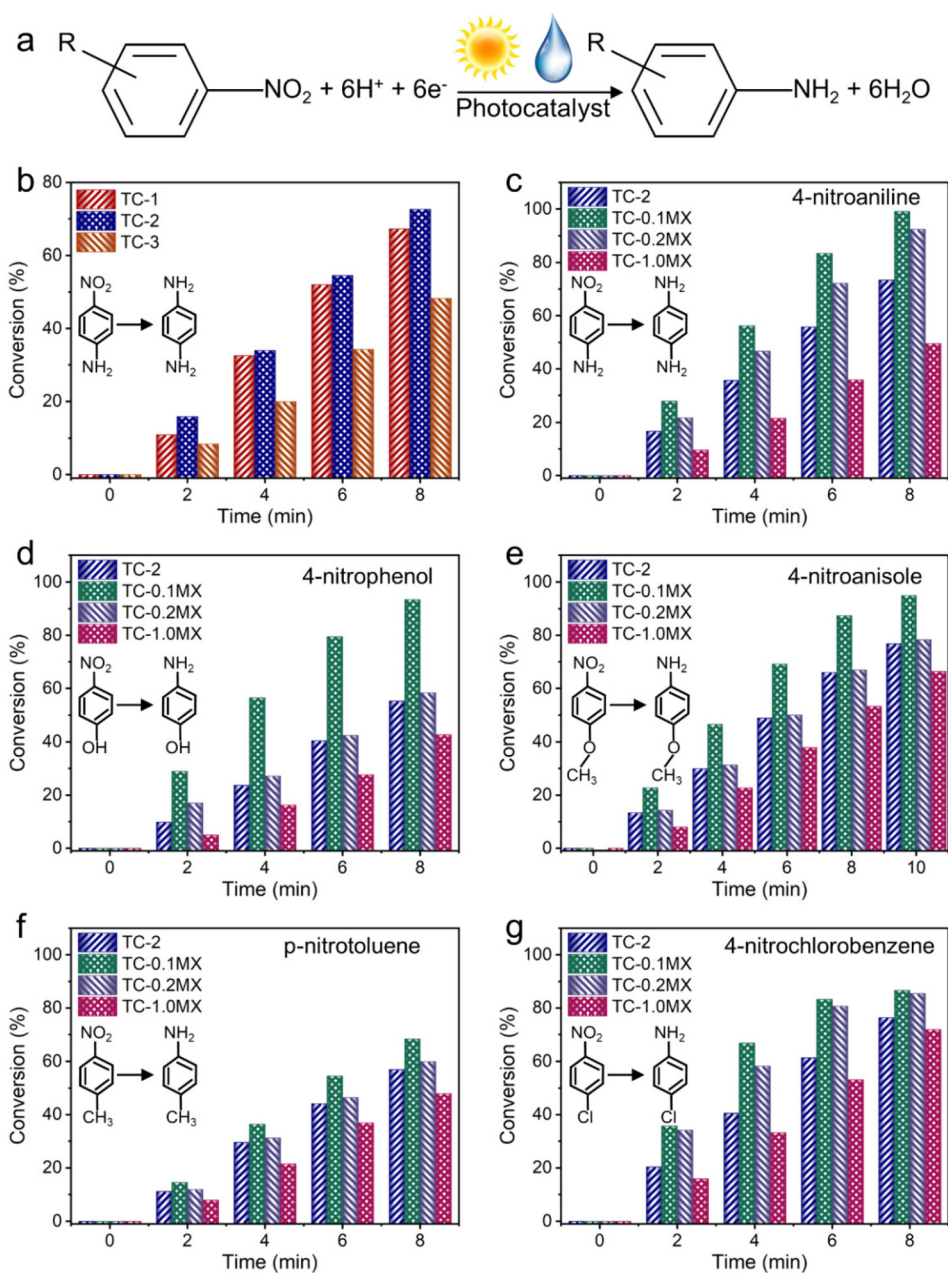 a
R
NO₂ + 6H⁺ + 6e⁻
Photocatalyst
R
NH₂ + 6H₂O
b
TC-1
TC-2
TC-3
NO₂
NH₂
NH₂
NH₂
Conversion (%)
80
60
40
20
0
0 2 4 6 8
Time (min)
c
4-nitroaniline
TC-2
TC-0.1MX
TC-0.2MX
TC-1.0MX
NO₂
NH₂
NH₂
NH₂
Conversion (%)
100
80
60
40
20
0
0 2 4 6 8
Time (min)
d
4-nitrophenol
TC-2
TC-0.1MX
TC-0.2MX
TC-1.0MX
NO₂
NH₂
OH
OH
Conversion (%)
100
80
60
40
20
0
0 2 4 6 8
Time (min)
e
4-nitroanisole
TC-2
TC-0.1MX
TC-0.2MX
TC-1.0MX
NO₂
NH₂
O
O
CH₃
CH₃
Conversion (%)
100
80
60
40
20
0
0 2 4 6 8 10
Time (min)
f
p-nitrotoluene
TC-2
TC-0.1MX
TC-0.2MX
TC-1.0MX
NO₂
NH₂
CH₃
CH₃
Conversion (%)
100
80
60
40
20
0
0 2 4 6 8
Time (min)
g
4-nitrochlorobenzene
TC-2
TC-0.1MX
TC-0.2MX
TC-1.0MX
NO₂
NH₂
Cl
Cl
Conversion (%)
100
80
60
40
20
0
0 2 4 6 8
Time (min)